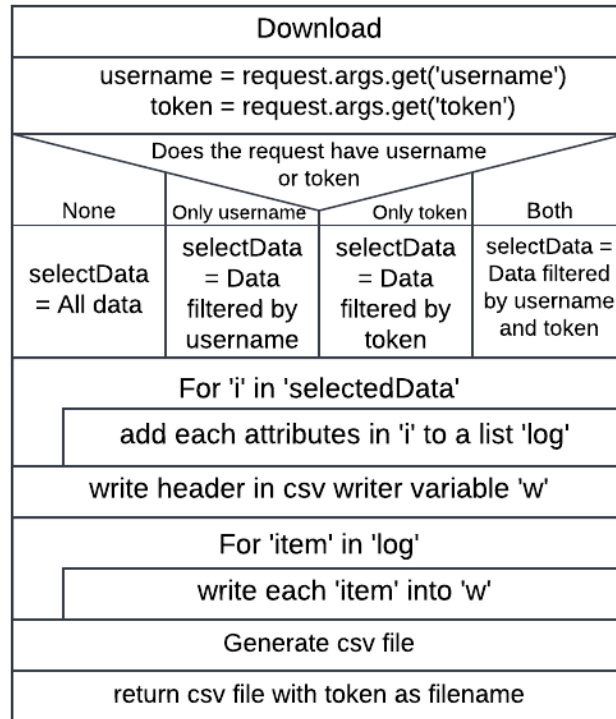 Download
username = request.args.get('username')
token = request.args.get('token')
Does the request have username
or token
None
Only username
Only token
Both
selectData
= All data
selectData
= Data
filtered by
username
selectData
= Data
filtered by
token
selectData =
Data filtered
by username
and token
For 'i' in 'selectedData'
add each attributes in 'i' to a list 'log'
write header in csv writer variable 'w'
For 'item' in 'log'
write each 'item' into 'w'
Generate csv file
return csv file with token as filename